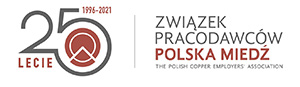 1996-2021
25
LECIE
ZWIĄZEK
PRACODAWCÓW
POLSKA MIEDŹ
THE POLISH COPPER EMPLOYERS' ASSOCIATION